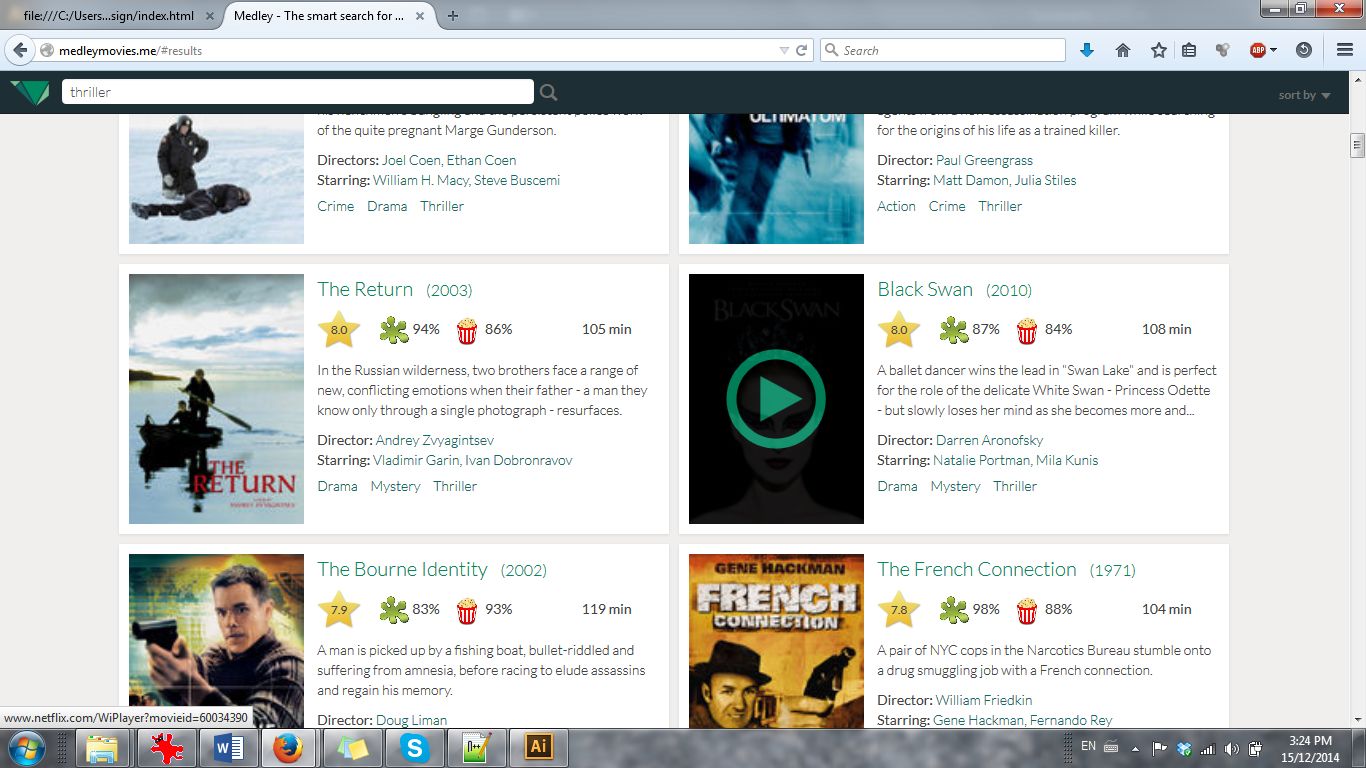 file:///C:/Users...sign/index.html
Medley - The smart search for ...
medleymovies.me/#results
Search
ABP
thriller
sort by
of the quite pregnant Marge Gunderson.
Directors: Joel Coen, Ethan Coen
Starring: William H. Macy, Steve Buscemi
Crime Drama Thriller
ULTIMATUM
for the origins of his life as a trained killer.
Director: Paul Greengrass
Starring: Matt Damon, Julia Stiles
Action Crime Thriller
THE
RETURN
The Return (2003)
8.0 94% 86% 105 min
In the Russian wilderness, two brothers face a range of
new, conflicting emotions when their father - a man they
know only through a single photograph - resurfaces.
Director: Andrey Zvyagintsev
Starring: Vladimir Garin, Ivan Dobronravov
Drama Mystery Thriller
BLACK SWAN
Black Swan (2010)
8.0 87% 84% 108 min
A ballet dancer wins the lead in "Swan Lake" and is perfect
for the role of the delicate White Swan - Princess Odette
- but slowly loses her mind as she becomes more and...
Director: Darren Aronofsky
Starring: Natalie Portman, Mila Kunis
Drama Mystery Thriller
The Bourne Identity (2002)
7.9 83% 93% 119 min
A man is picked up by a fishing boat, bullet-riddled and
suffering from amnesia, before racing to elude assassins
and regain his memory.
Director: Doug Liman
GENE HACKMAN
FRENCH
CONNECTION
The French Connection (1971)
7.8 98% 88% 104 min
A pair of NYC cops in the Narcotics Bureau stumble onto
a drug smuggling job with a French connection.
Director: William Friedkin
Starring: Gene Hackman, Fernando Rey
www.netflix.com/WiPlayer?movieid=60034390
W
S
Ai
EN
3:24 PM
15/12/2014